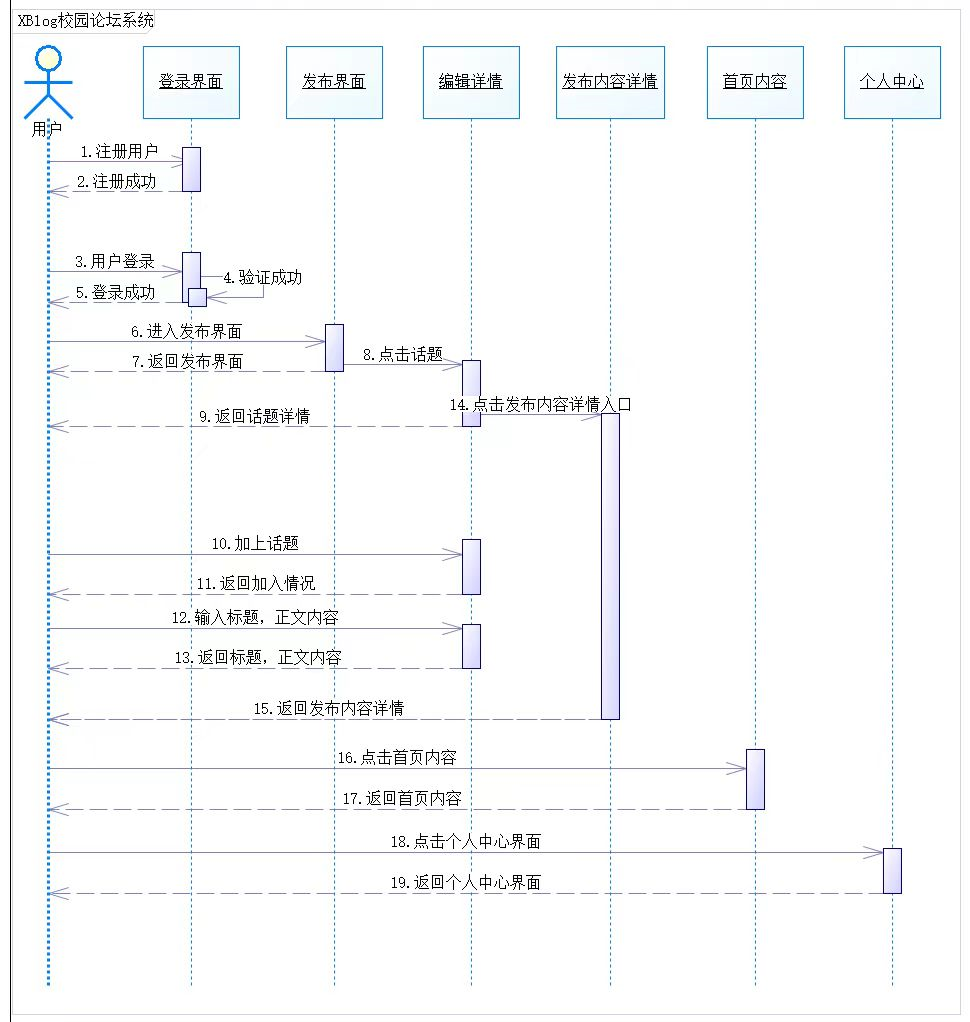 XBlog校园论坛系统
登录界面
发布界面
编辑详情
发布内容详情
首页内容
个人中心
用户
1.注册用户
2.注册成功
3.用户登录
4.验证成功
5.登录成功
6.进入发布界面
7.返回发布界面
8.点击话题
14.点击发布内容详情入口
9.返回话题详情
10.加上话题
11.返回加入情况
12.输入标题，正文内容
13.返回标题，正文内容
15.返回发布内容详情
16.点击首页内容
17.返回首页内容
18.点击个人中心界面
19.返回个人中心界面